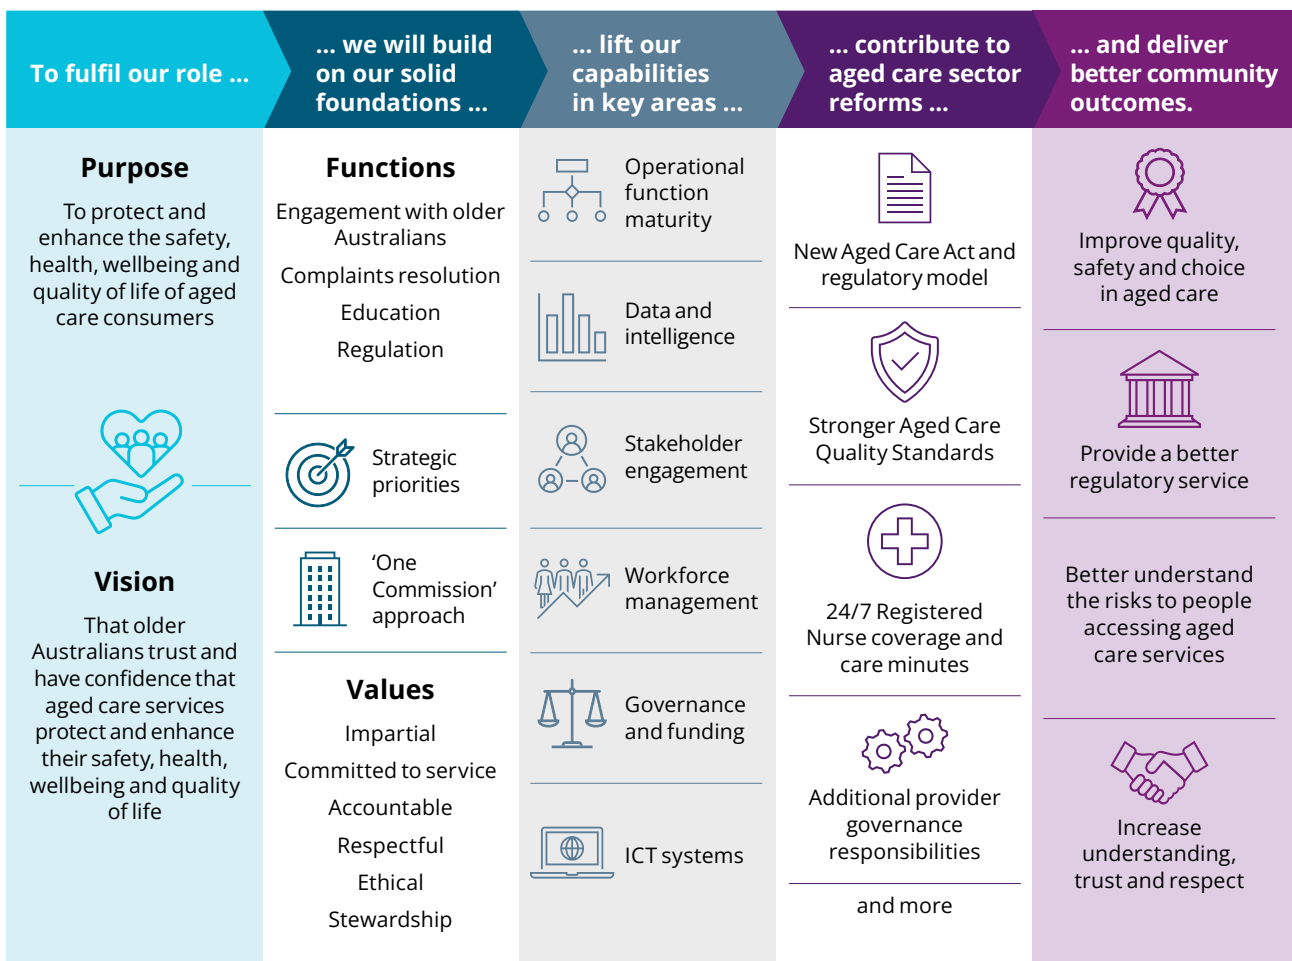 To fulfil our role ...
... we will build
on our solid
foundations ...
... lift our
capabilities
in key areas ...
... contribute to
aged care sector
reforms ...
... and deliver
better community
outcomes.
Purpose
To protect and
enhance the safety,
health, wellbeing and
quality of life of aged
care consumers
Vision
That older
Australians trust and
have confidence that
aged care services
protect and enhance
their safety, health,
wellbeing and quality
of life
Functions
Engagement with older
Australians
Complaints resolution
Education
Regulation
Strategic
priorities
‘One
Commission’
approach
Values
Impartial
Committed to service
Accountable
Respectful
Ethical
Stewardship
Operational
function
maturity
Data and
intelligence
Stakeholder
engagement
Workforce
management
Governance
and funding
ICT systems
New Aged Care Act and
regulatory model
Stronger Aged Care
Quality Standards
24/7 Registered
Nurse coverage and
care minutes
Additional provider
governance
responsibilities
and more
Improve quality,
safety and choice
in aged care
Provide a better
regulatory service
Better understand
the risks to people
accessing aged
care services
Increase
understanding,
trust and respect